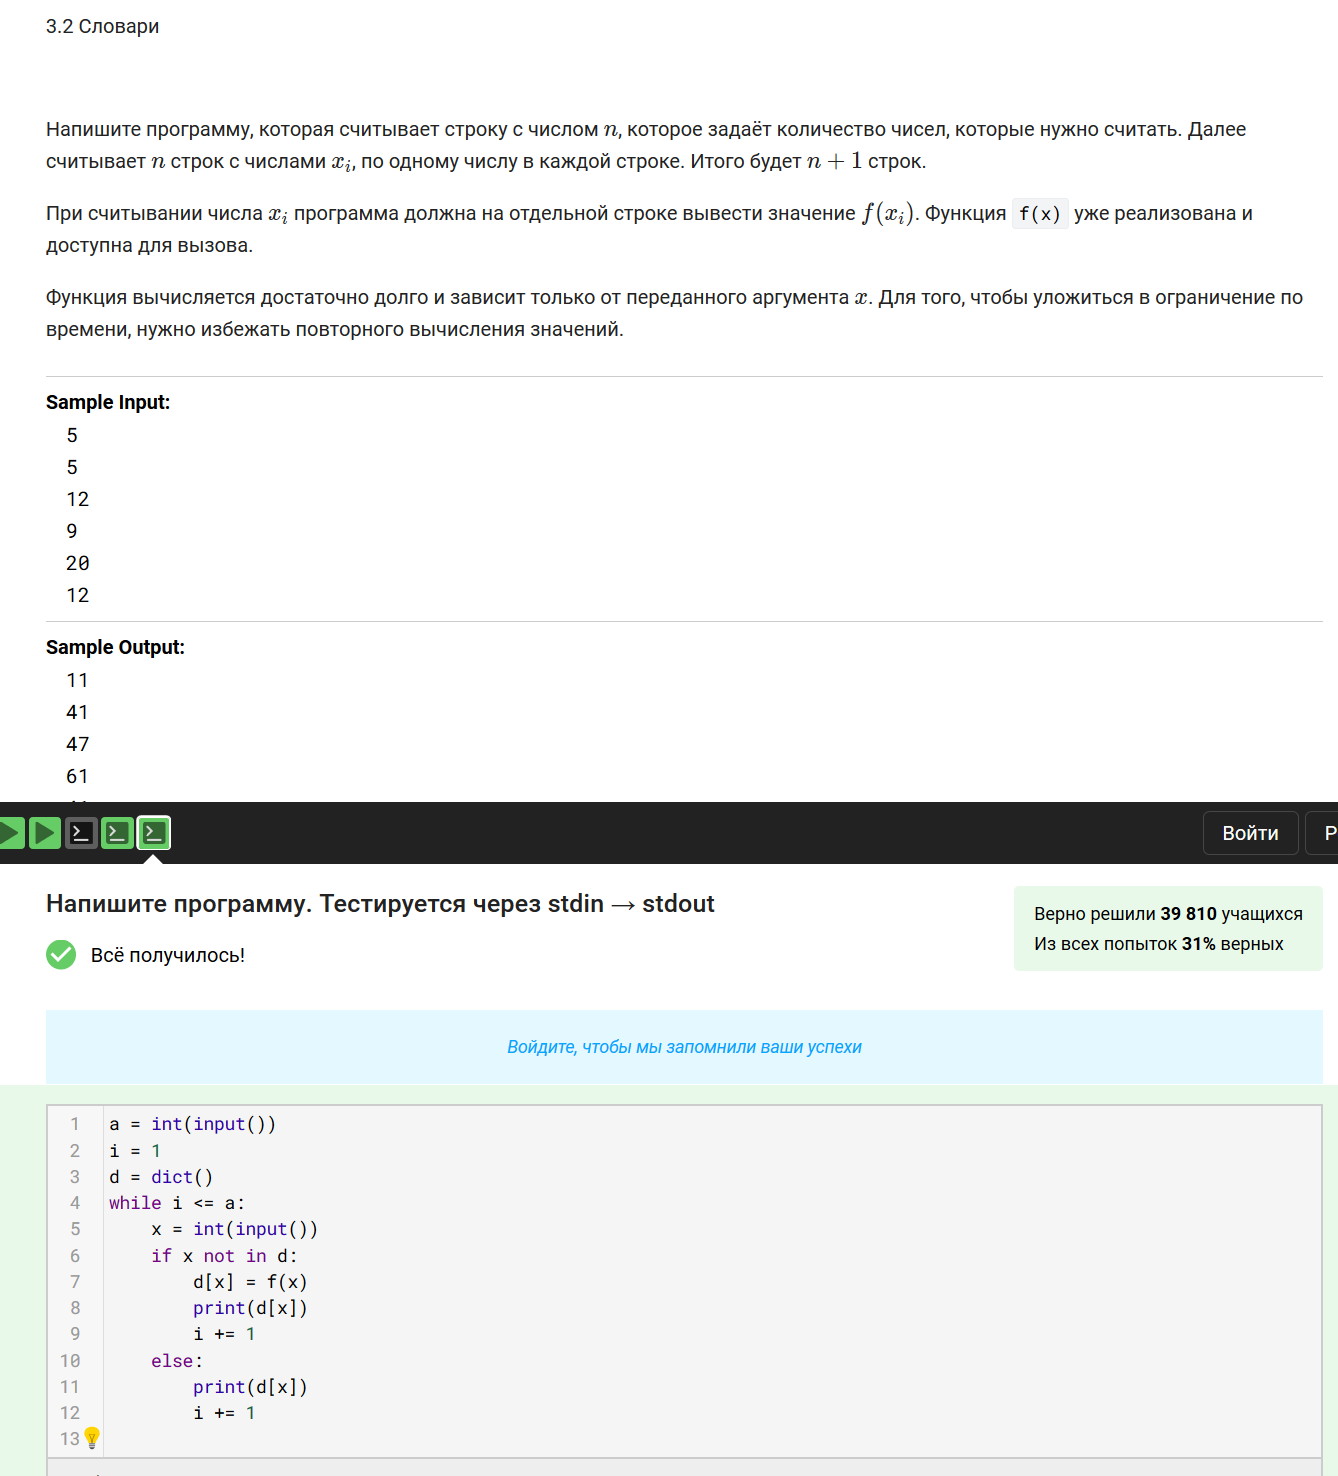 3.2 Словари
Напишите программу, которая считывает строку с числом n, которое задаёт количество чисел, которые нужно считать. Далее
считывает n строк с числами xᵢ, по одному числу в каждой строке. Итого будет n + 1 строк.
При считывании числа xᵢ программа должна на отдельной строке вывести значение f(xᵢ). Функция f(x) уже реализована и
доступна для вызова.
Функция вычисляется достаточно долго и зависит только от переданного аргумента x. Для того, чтобы уложиться в ограничение по
времени, нужно избежать повторного вычисления значений.
Sample Input:
5
5
12
9
20
12
Sample Output:
11
41
47
61
Войти
Напишите программу. Тестируется через stdin → stdout
Верно решили 39 810 учащихся
Из всех попыток 31% верных
Всё получилось!
Войдите, чтобы мы запомнили ваши успехи
1 a = int(input())
2 i = 1
3 d = dict()
4 while i <= a:
5     x = int(input())
6     if x not in d:
7         d[x] = f(x)
8         print(d[x])
9         i += 1
10     else:
11         print(d[x])
12         i += 1
13